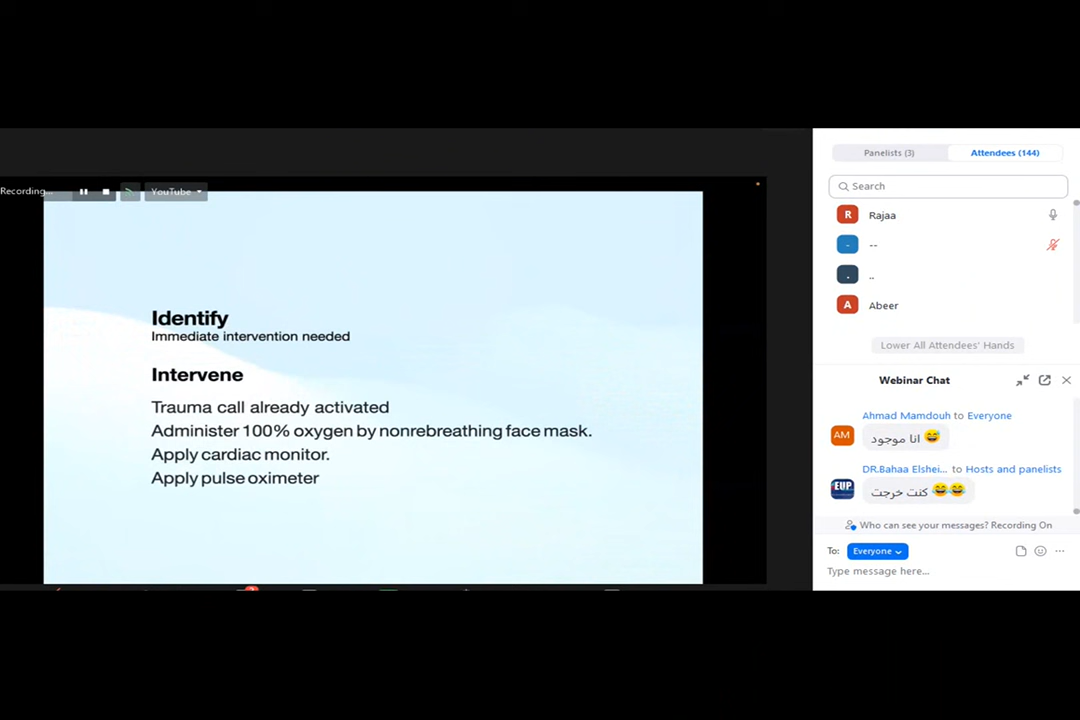 Recording...
YouTube
Identify
Immediate intervention needed
Intervene
Trauma call already activated
Administer 100% oxygen by nonrebreathing face mask.
Apply cardiac monitor.
Apply pulse oximeter
Panelists (3)
Attendees (144)
Search
R
Rajaa
-
--
.
..
A
Abeer
Lower All Attendees' Hands
Webinar Chat
Ahmad Mamdouh to Everyone
AM
انا موجود 😅
DR.Bahaa Elshei... to Hosts and panelists
EUP
كنت خرجت 😂😂
Who can see your messages? Recording On
To: Everyone
Type message here...